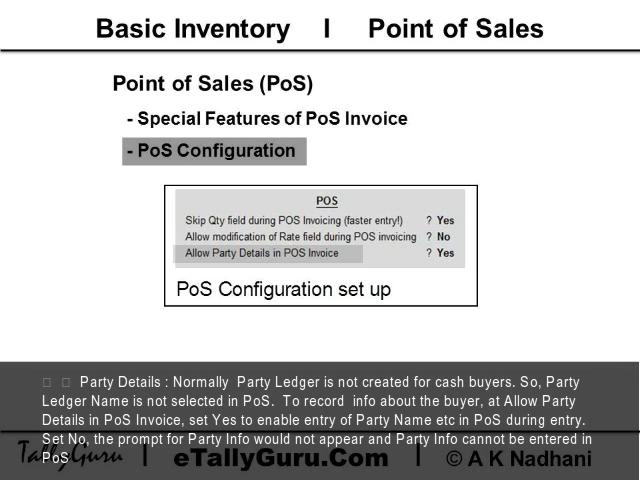 Basic Inventory I Point of Sales
Point of Sales (PoS)
- Special Features of PoS Invoice
- PoS Configuration
POS
Skip Qty field during POS Invoicing (faster entry!) ? Yes
Allow modification of Rate field during POS invoicing ? No
Allow Party Details in POS Invoice ? Yes
PoS Configuration set up
Party Details : Normally Party Ledger is not created for cash buyers. So, Party
Ledger Name is not selected in PoS. To record info about the buyer, at Allow Party
Details in PoS Invoice, set Yes to enable entry of Party Name etc in PoS during entry.
Set No, the prompt for Party Info would not appear and Party Info cannot be entered in
PoS
TallyGuru I eTallyGuru.Com I © A K Nadhani